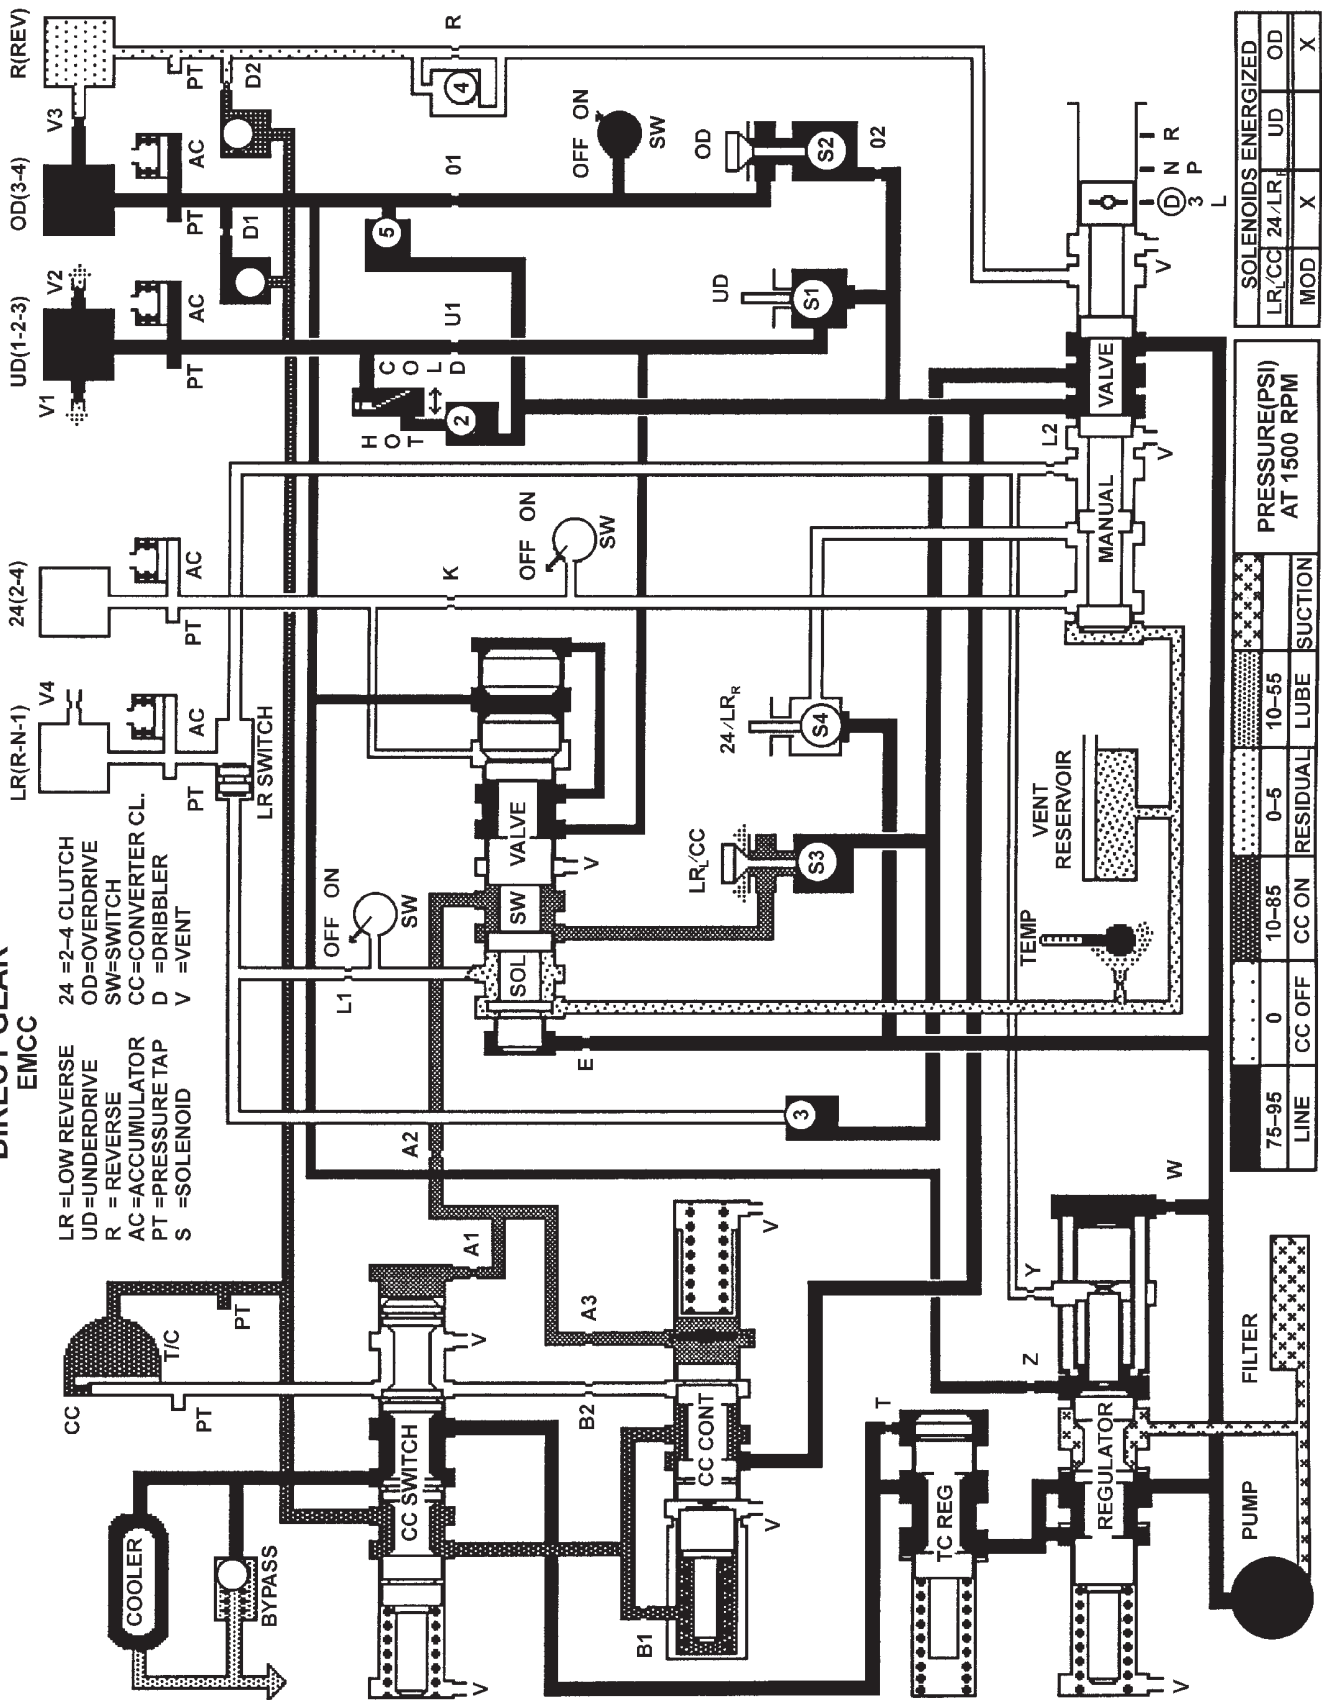 DIRECT GEAR
EMCC
LR =LOW REVERSE
UD =UNDERDRIVE
R = REVERSE
AC =ACCUMULATOR
PT =PRESSURE TAP
S =SOLENOID
24 =2–4 CLUTCH
OD=OVERDRIVE
SW=SWITCH
CC=CONVERTER CL.
D =DRIBBLER
V =VENT
LR(R-N-1)
24(2-4)
UD(1-2-3)
OD(3-4)
R(REV)
V4
V1
V2
V3
PT
AC
PT
AC
PT
AC
PT
AC
PT
LR SWITCH
D1
D2
CC
T/C
PT
PT
COOLER
BYPASS
A1
A2
A3
L1
OFF ON
SW
K
OFF ON
SW
HOT
COLD
2
U1
5
O1
OFF ON
SW
4
R
CC SWITCH
V
V
B2
B1
CC CONT
V
V
SOL
SW
VALVE
V
E
3
LRL/CC
S3
24/LRR
S4
UD
S1
OD
S2
O2
T
TC REG
Z
Y
W
REGULATOR
V
PUMP
FILTER
TEMP
VENT
RESERVOIR
L2
MANUAL
VALVE
V
V
D N R
3 P
L
75–95
0
10–85
0–5
10–55
LINE
CC OFF
CC ON
RESIDUAL
LUBE
SUCTION
PRESSURE(PSI)
AT 1500 RPM
SOLENOIDS ENERGIZED
LRL/CC
24/LRR
UD
OD
MOD
X
X